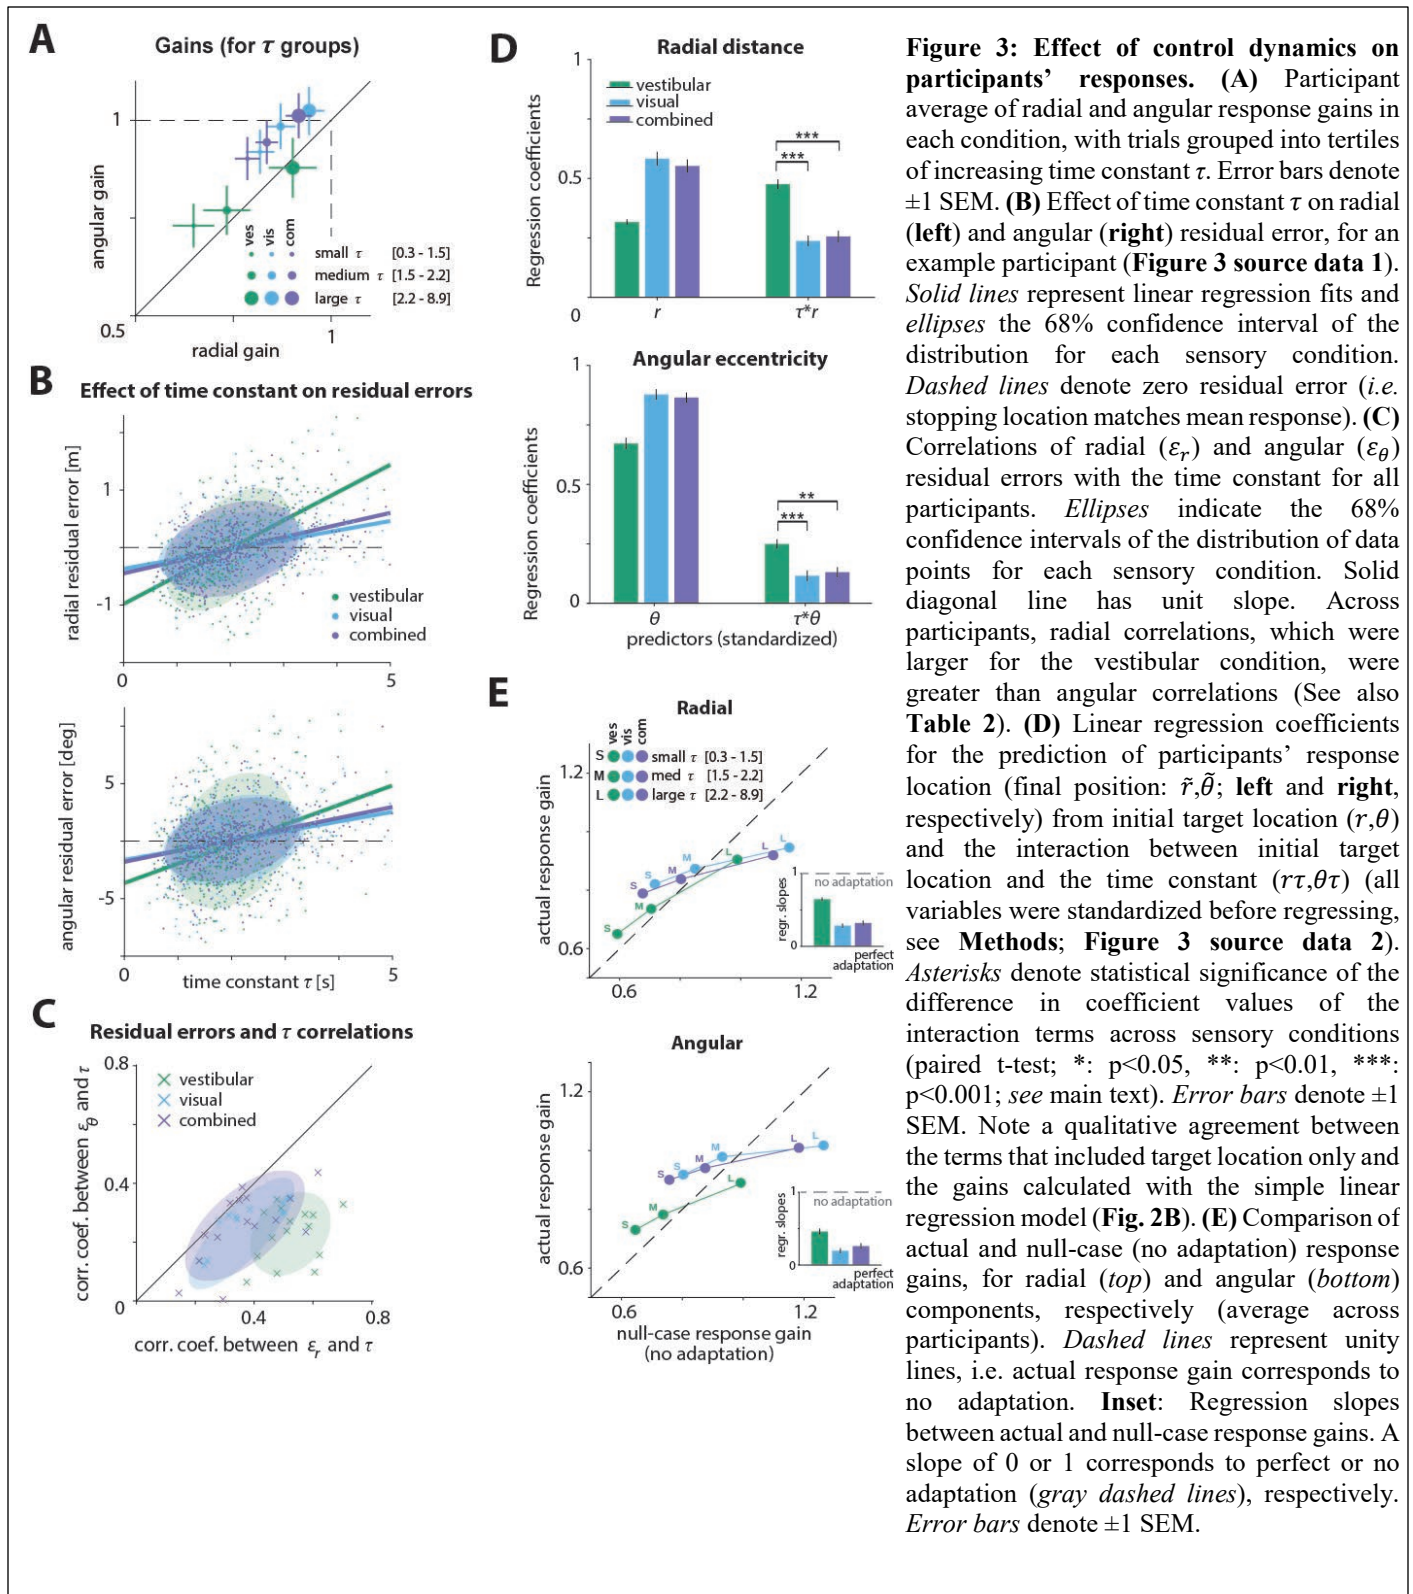 A
Gains (for τ groups)
1
angular gain
ves
vis
com
small τ [0.3 - 1.5]
medium τ [1.5 - 2.2]
large τ [2.2 - 8.9]
0.5
1
radial gain
B
Effect of time constant on residual errors
radial residual error [m]
1
-1
vestibular
visual
combined
0
5
angular residual error [deg]
5
-5
0
5
time constant τ [s]
C
Residual errors and τ correlations
corr. coef. between εθ and τ
0.8
0.4
0
vestibular
visual
combined
0.4
0.8
corr. coef. between εr and τ
D
Radial distance
Regression coefficients
1
0.5
0
vestibular
visual
combined
***
***
r
τ*r
Angular eccentricity
Regression coefficients
1
0.5
0
**
***
θ
τ*θ
predictors (standardized)
E
Radial
ves
vis
com
S small τ [0.3 - 1.5]
M med τ [1.5 - 2.2]
L large τ [2.2 - 8.9]
actual response gain
1.2
0.6
S
M
L
S
M
L
S
M
L
0.6
1.2
regr. slopes
1
0
no adaptation
perfect
adaptation
Angular
actual response gain
1.2
0.6
S
M
L
S
M
L
S
M
L
0.6
1.2
regr. slopes
1
0
no adaptation
perfect
adaptation
null-case response gain
(no adaptation)
Figure 3: Effect of control dynamics on
participants’ responses. (A) Participant
average of radial and angular response gains in
each condition, with trials grouped into tertiles
of increasing time constant τ. Error bars denote
±1 SEM. (B) Effect of time constant τ on radial
(left) and angular (right) residual error, for an
example participant (Figure 3 source data 1).
Solid lines represent linear regression fits and
ellipses the 68% confidence interval of the
distribution for each sensory condition.
Dashed lines denote zero residual error (i.e.
stopping location matches mean response). (C)
Correlations of radial (εr) and angular (εθ)
residual errors with the time constant for all
participants. Ellipses indicate the 68%
confidence intervals of the distribution of data
points for each sensory condition. Solid
diagonal line has unit slope. Across
participants, radial correlations, which were
larger for the vestibular condition, were
greater than angular correlations (See also
Table 2). (D) Linear regression coefficients
for the prediction of participants’ response
location (final position: r̃,θ̃; left and right,
respectively) from initial target location (r,θ)
and the interaction between initial target
location and the time constant (rτ,θτ) (all
variables were standardized before regressing,
see Methods; Figure 3 source data 2).
Asterisks denote statistical significance of the
difference in coefficient values of the
interaction terms across sensory conditions
(paired t-test; *: p<0.05, **: p<0.01, ***:
p<0.001; see main text). Error bars denote ±1
SEM. Note a qualitative agreement between
the terms that included target location only and
the gains calculated with the simple linear
regression model (Fig. 2B). (E) Comparison of
actual and null-case (no adaptation) response
gains, for radial (top) and angular (bottom)
components, respectively (average across
participants). Dashed lines represent unity
lines, i.e. actual response gain corresponds to
no adaptation. Inset: Regression slopes
between actual and null-case response gains. A
slope of 0 or 1 corresponds to perfect or no
adaptation (gray dashed lines), respectively.
Error bars denote ±1 SEM.